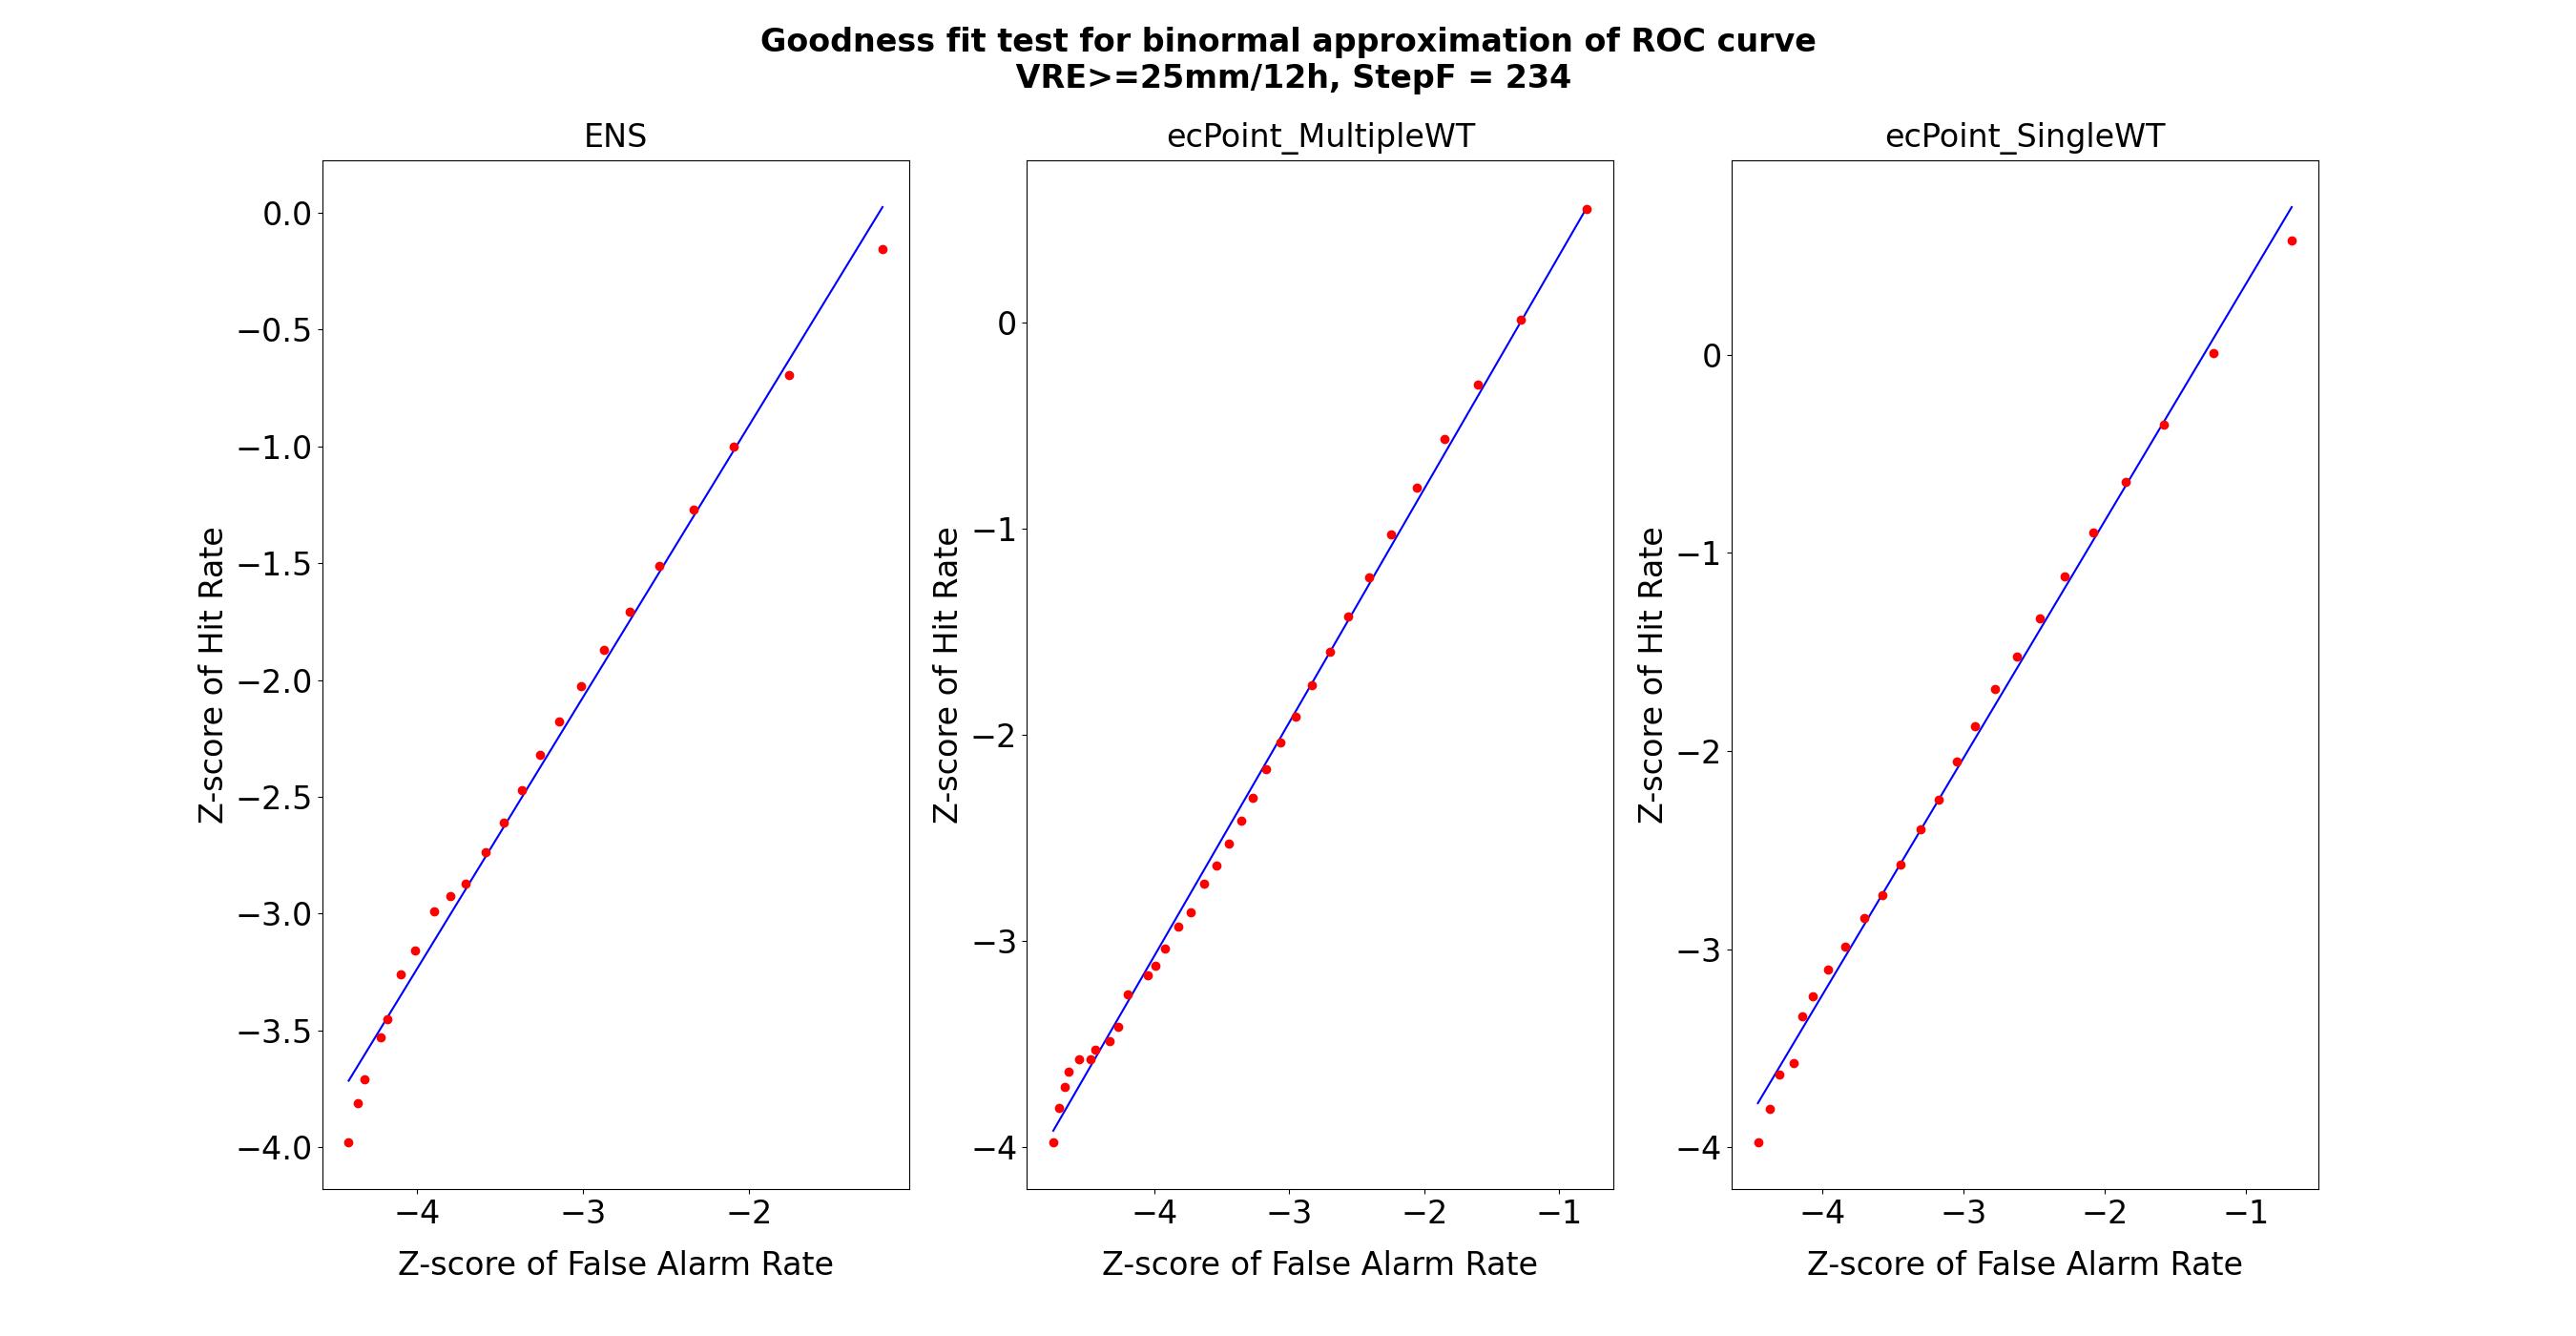 Goodness fit test for binormal approximation of ROC curve
VRE>=25mm/12h, StepF = 234
ENS
0.0
−0.5
−1.0
−1.5
−2.0
−2.5
−3.0
−3.5
−4.0
Z-score of Hit Rate
−4 −3 −2
Z-score of False Alarm Rate
ecPoint_MultipleWT
0
−1
−2
−3
−4
Z-score of Hit Rate
−4 −3 −2 −1
Z-score of False Alarm Rate
ecPoint_SingleWT
0
−1
−2
−3
−4
Z-score of Hit Rate
−4 −3 −2 −1
Z-score of False Alarm Rate